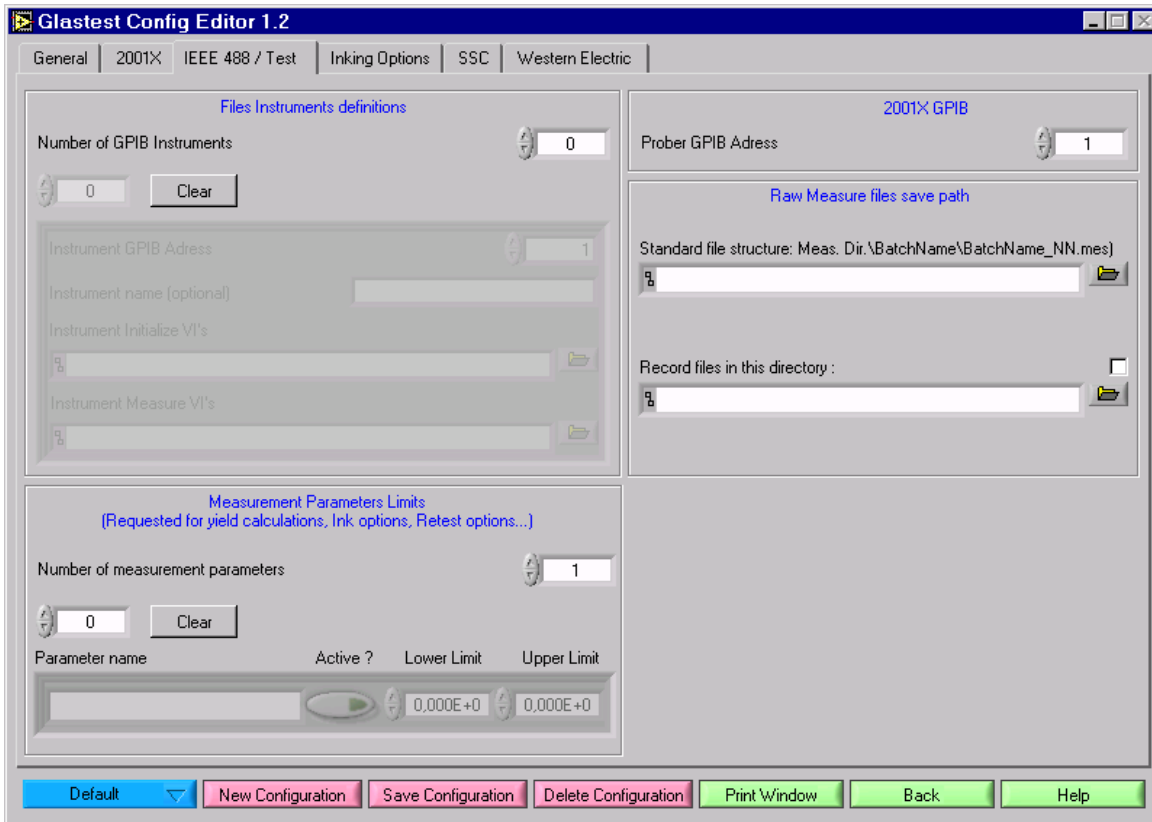 Glastest Config Editor 1.2
General
2001X
IEEE 488 / Test
Inking Options
SSC
Western Electric
Files Instruments definitions
Number of GPIB Instruments
0
0
Clear
Instrument GPIB Adress
1
Instrument name (optional)
Instrument Initialize VI's
Instrument Measure VI's
2001X GPIB
Prober GPIB Adress
1
Raw Measure files save path
Standard file structure: Meas. Dir.\BatchName\BatchName_NN.mes)
Record files in this directory :
Measurement Parameters Limits
(Requested for yield calculations, Ink options, Retest options...)
Number of measurement parameters
1
0
Clear
Parameter name
Active ?
Lower Limit
Upper Limit
0,000E+0
0,000E+0
Default
New Configuration
Save Configuration
Delete Configuration
Print Window
Back
Help